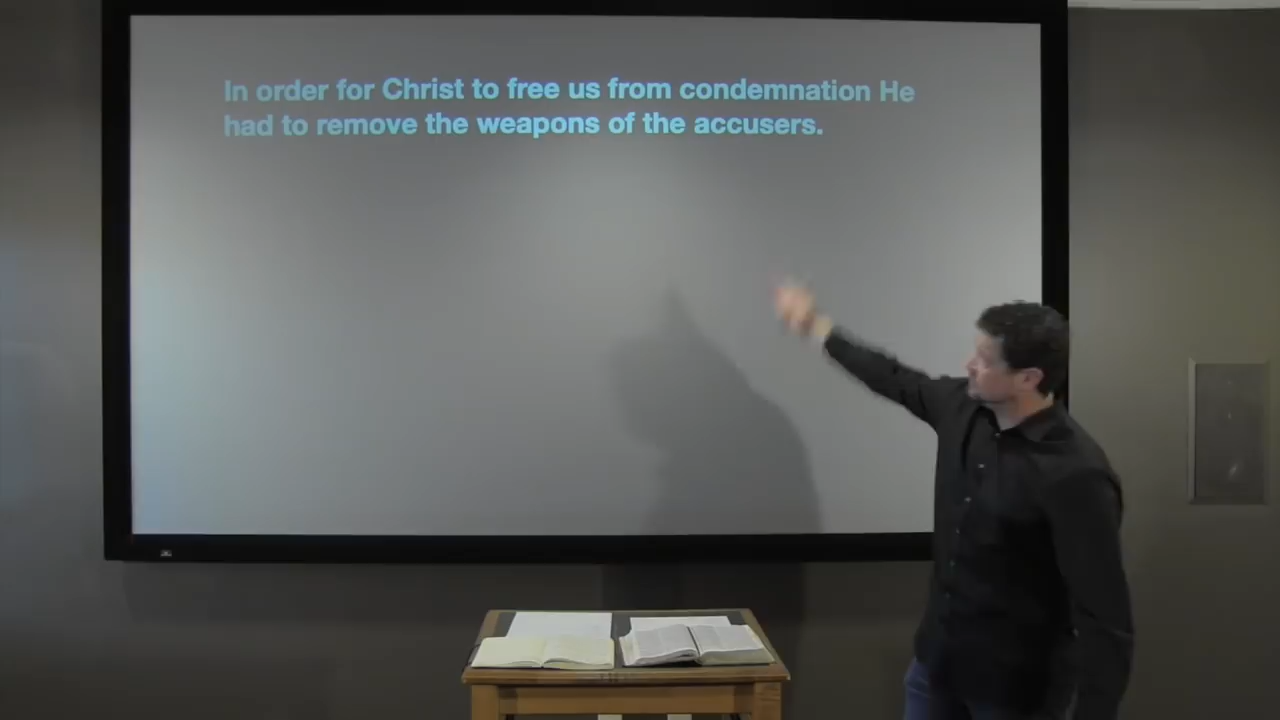 In order for Christ to free us from condemnation He
had to remove the weapons of the accusers.